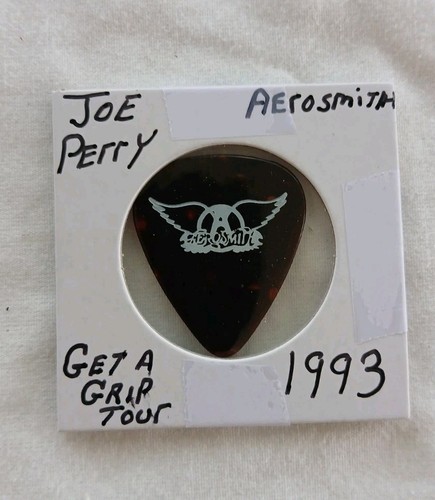 JOE PERRY
AEROSMITH
AEROSMITH
GET A GRIP TOUR
1993